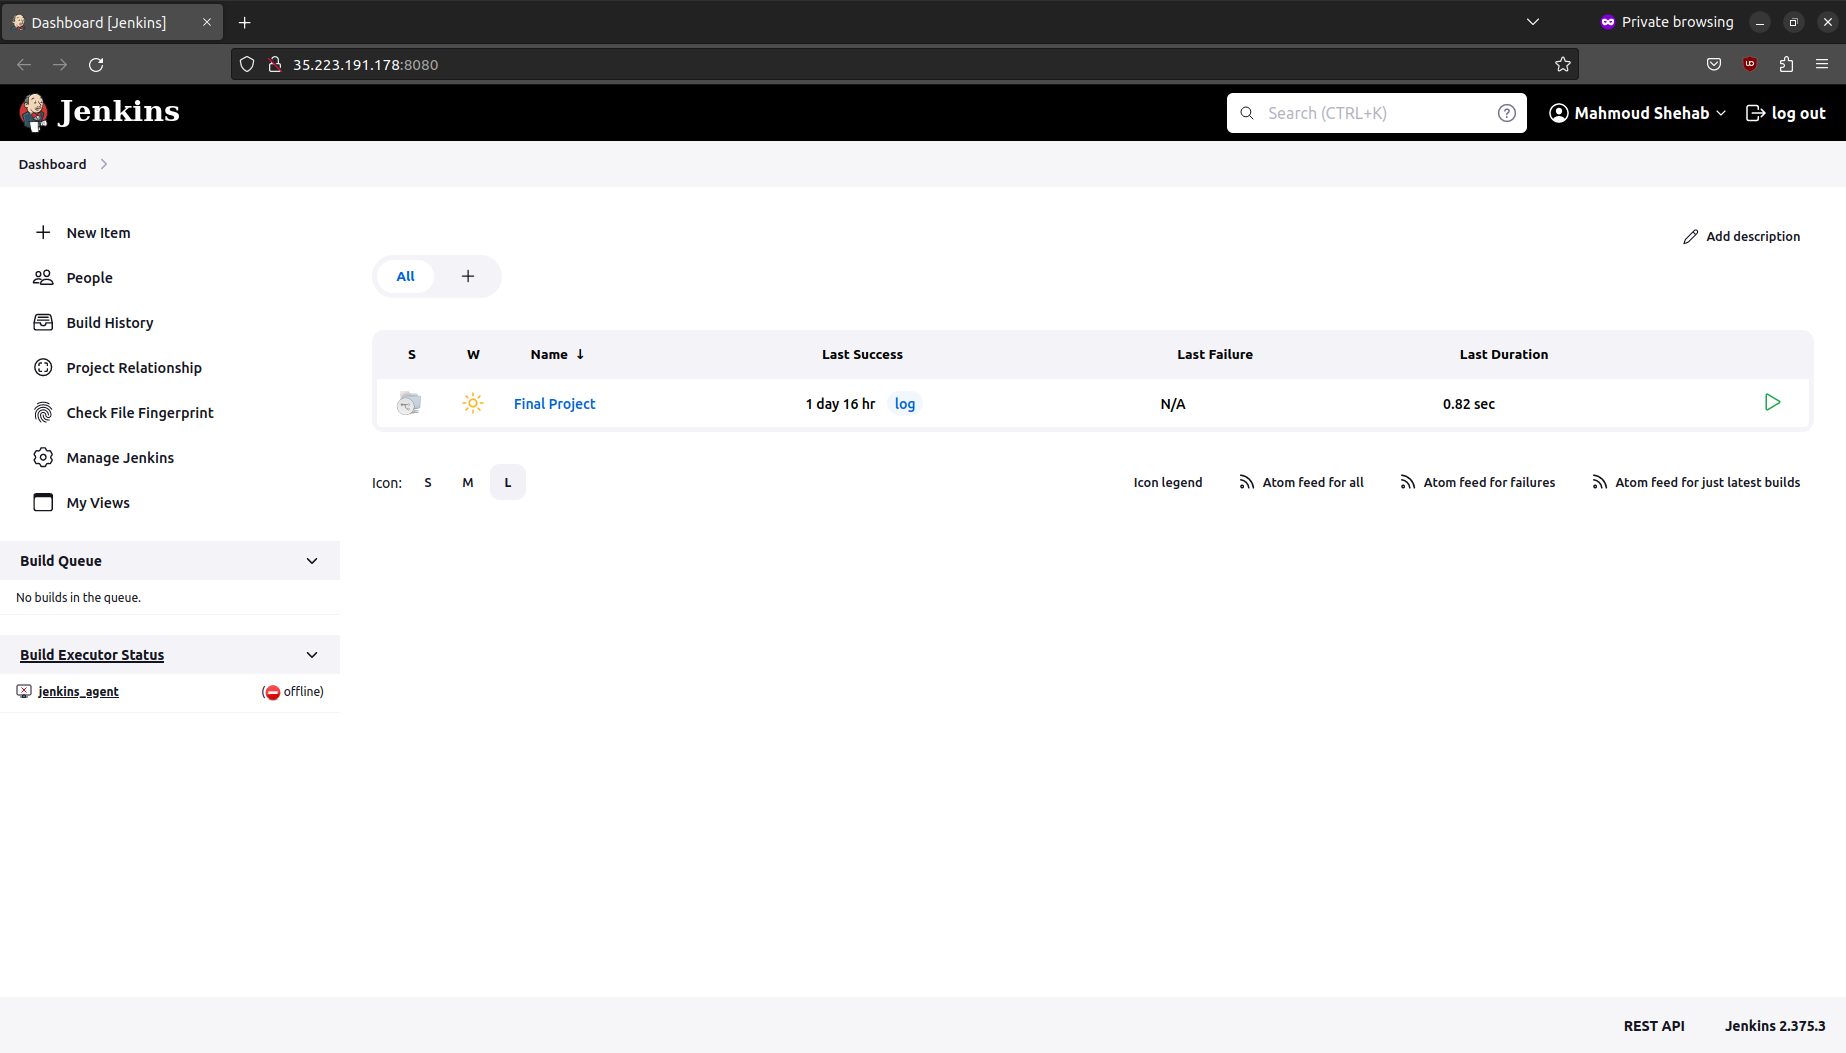 Dashboard [Jenkins]
Private browsing
35.223.191.178:8080
Jenkins
Search (CTRL+K)
Mahmoud Shehab
log out
Dashboard
New Item
People
Build History
Project Relationship
Check File Fingerprint
Manage Jenkins
My Views
Build Queue
No builds in the queue.
Build Executor Status
jenkins_agent
(offline)
Add description
All
S W Name ↓ Last Success Last Failure Last Duration
Final Project 1 day 16 hr log N/A 0.82 sec
Icon: S M L
Icon legend
Atom feed for all
Atom feed for failures
Atom feed for just latest builds
REST API
Jenkins 2.375.3